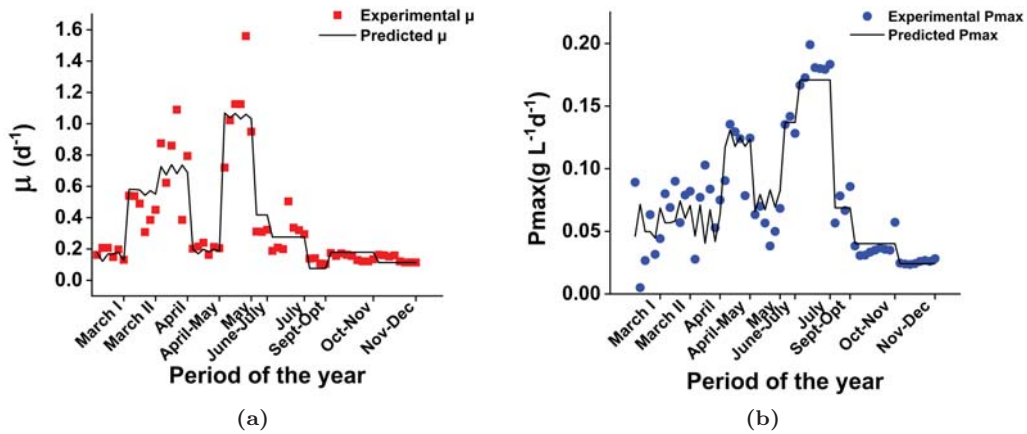 (a)
Experimental µ
Predicted µ
1.6
1.4
1.2
1.0
0.8
0.6
0.4
0.2
0.0
µ (d⁻¹)
March I
March II
April
April-May
May
June-July
July
Sept-Opt
Oct-Nov
Nov-Dec
Period of the year
(a)
b)
Experimental Pmax
Predicted Pmax
0.20
0.15
0.10
0.05
0.00
Pmax(g L⁻¹d⁻¹)
March I
March II
April
April-May
May
June-July
July
Sept-Opt
Oct-Nov
Nov-Dec
Period of the year
(b)